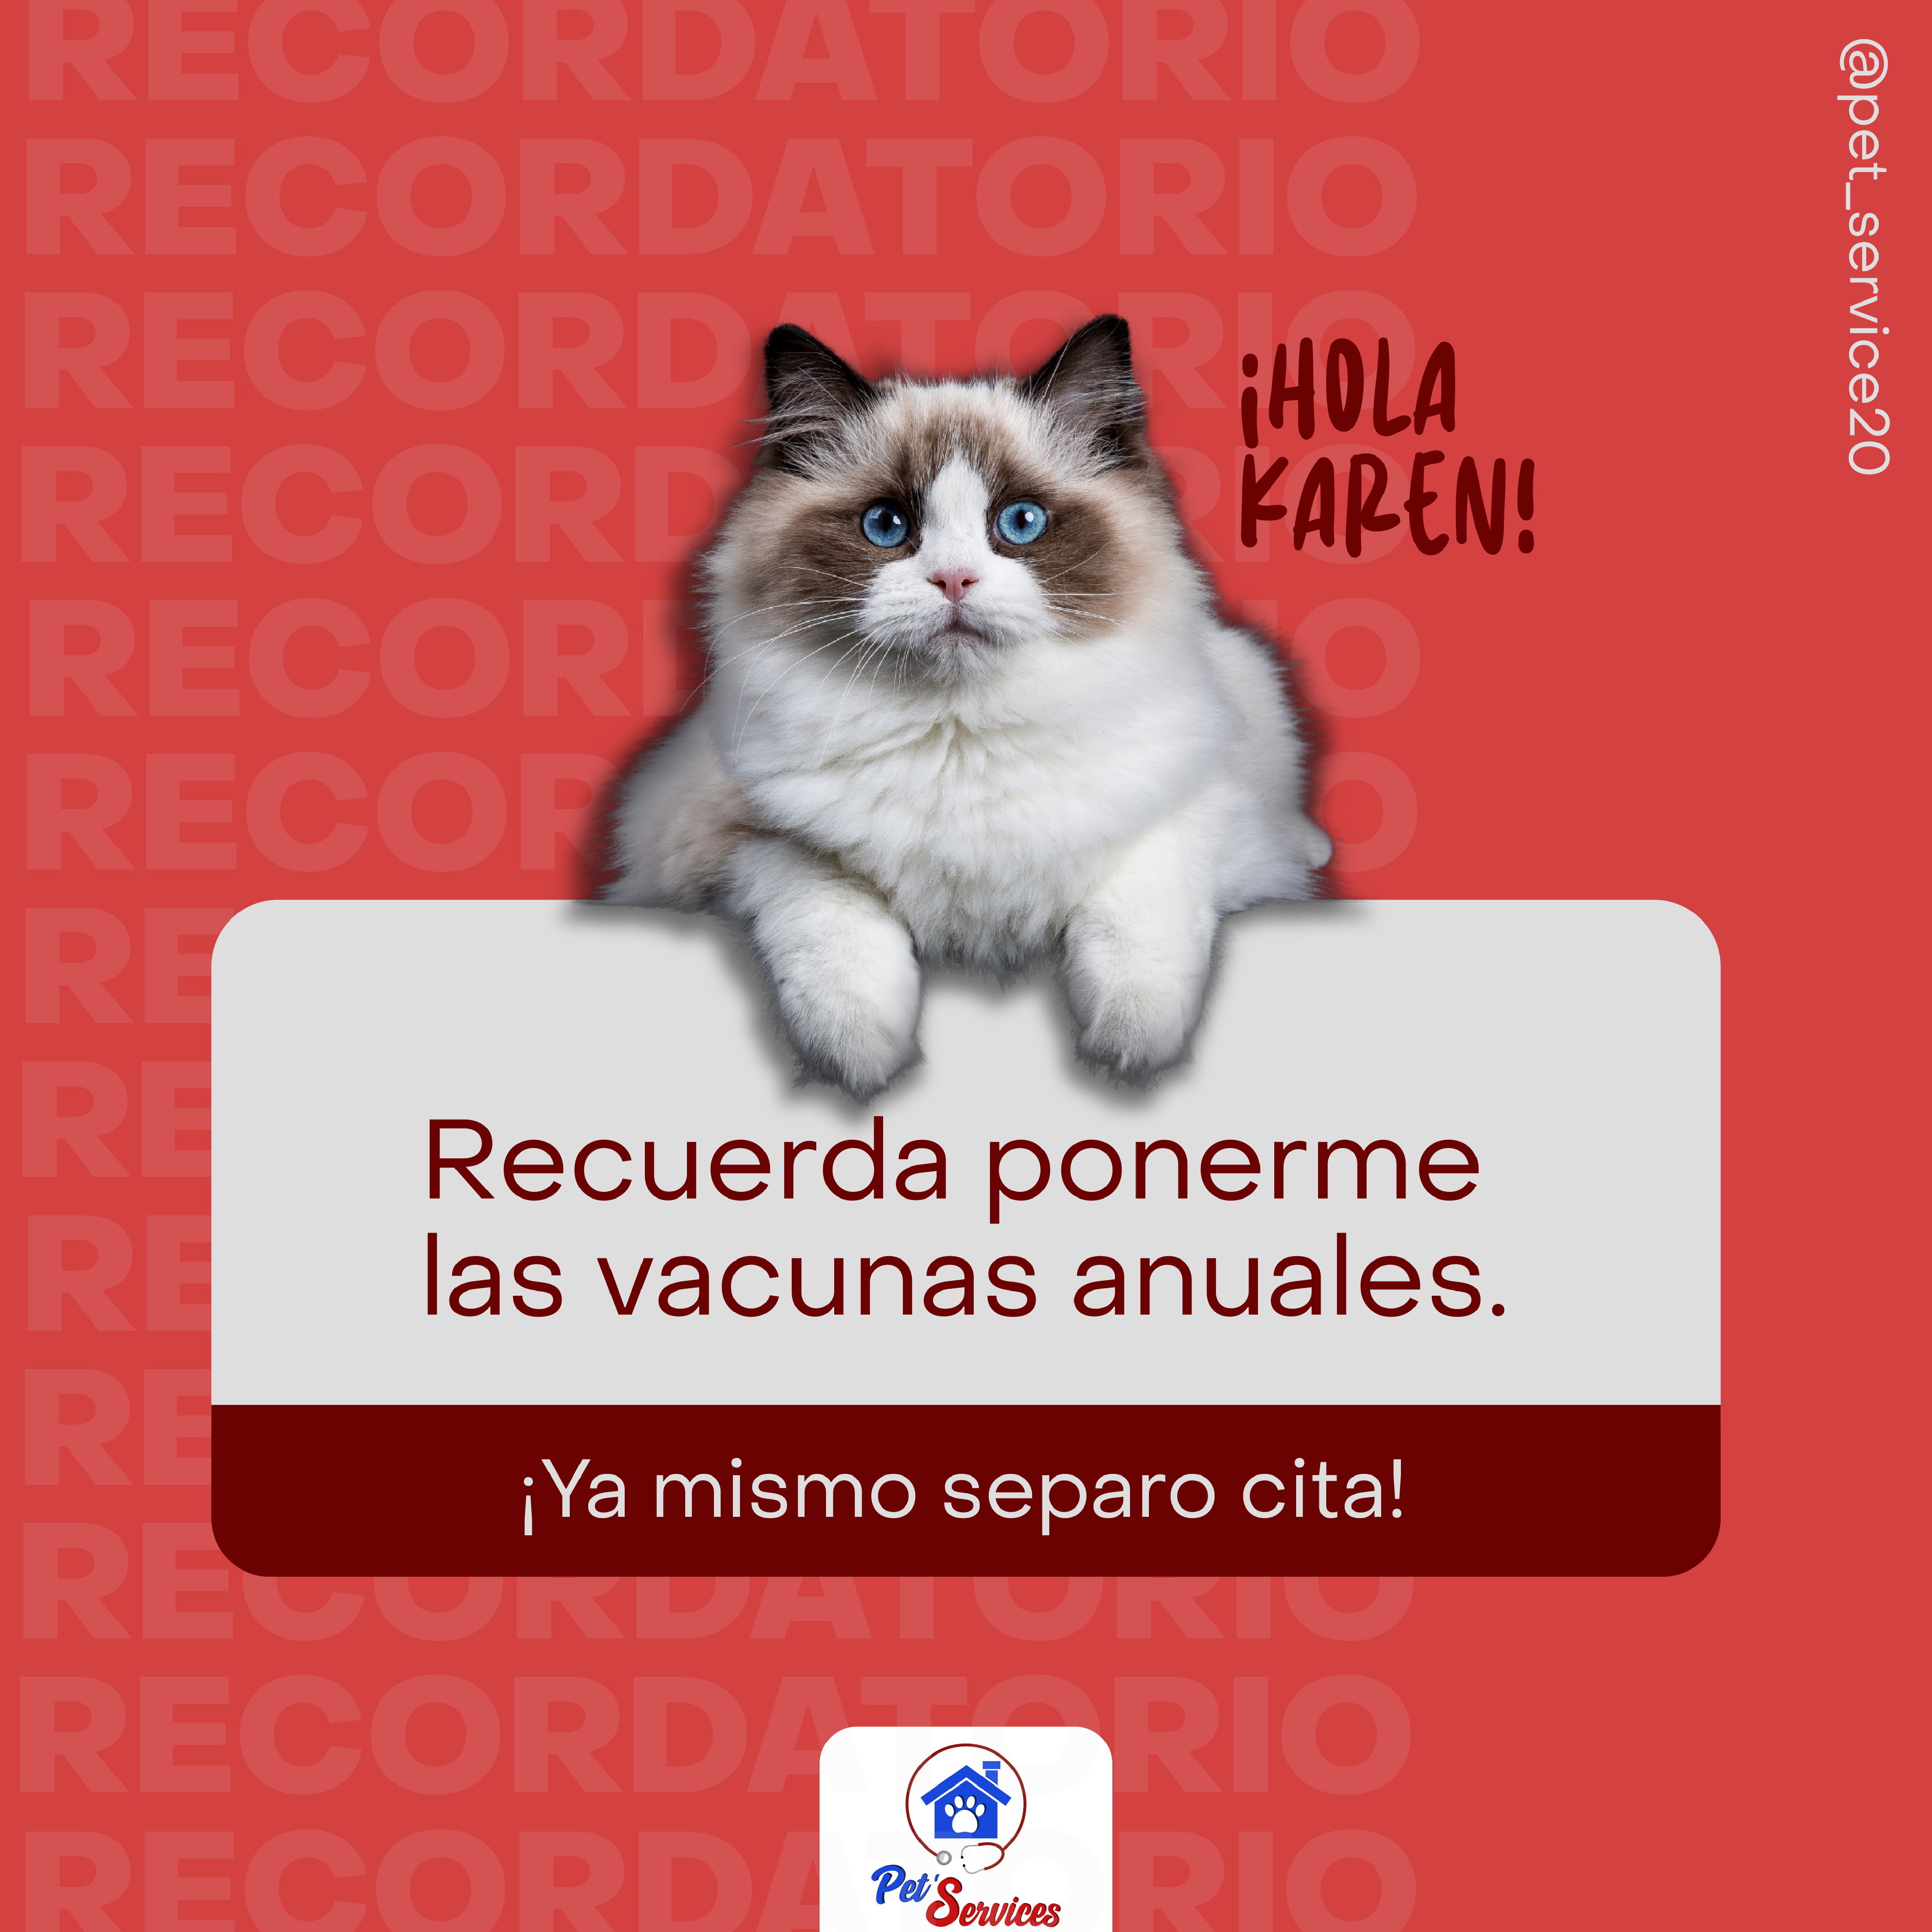 RECORDATORIO
RECORDATORIO
RECORDATORIO
RECORDATORIO
RECORDATORIO
RECORDATORIO
@pet_service20
¡HOLA
KAREN!
Recuerda ponerme
las vacunas anuales.
¡Ya mismo separo cita!
RECORDATORIO
RECORDATORIO
RECORDATORIO
Pet'
Services